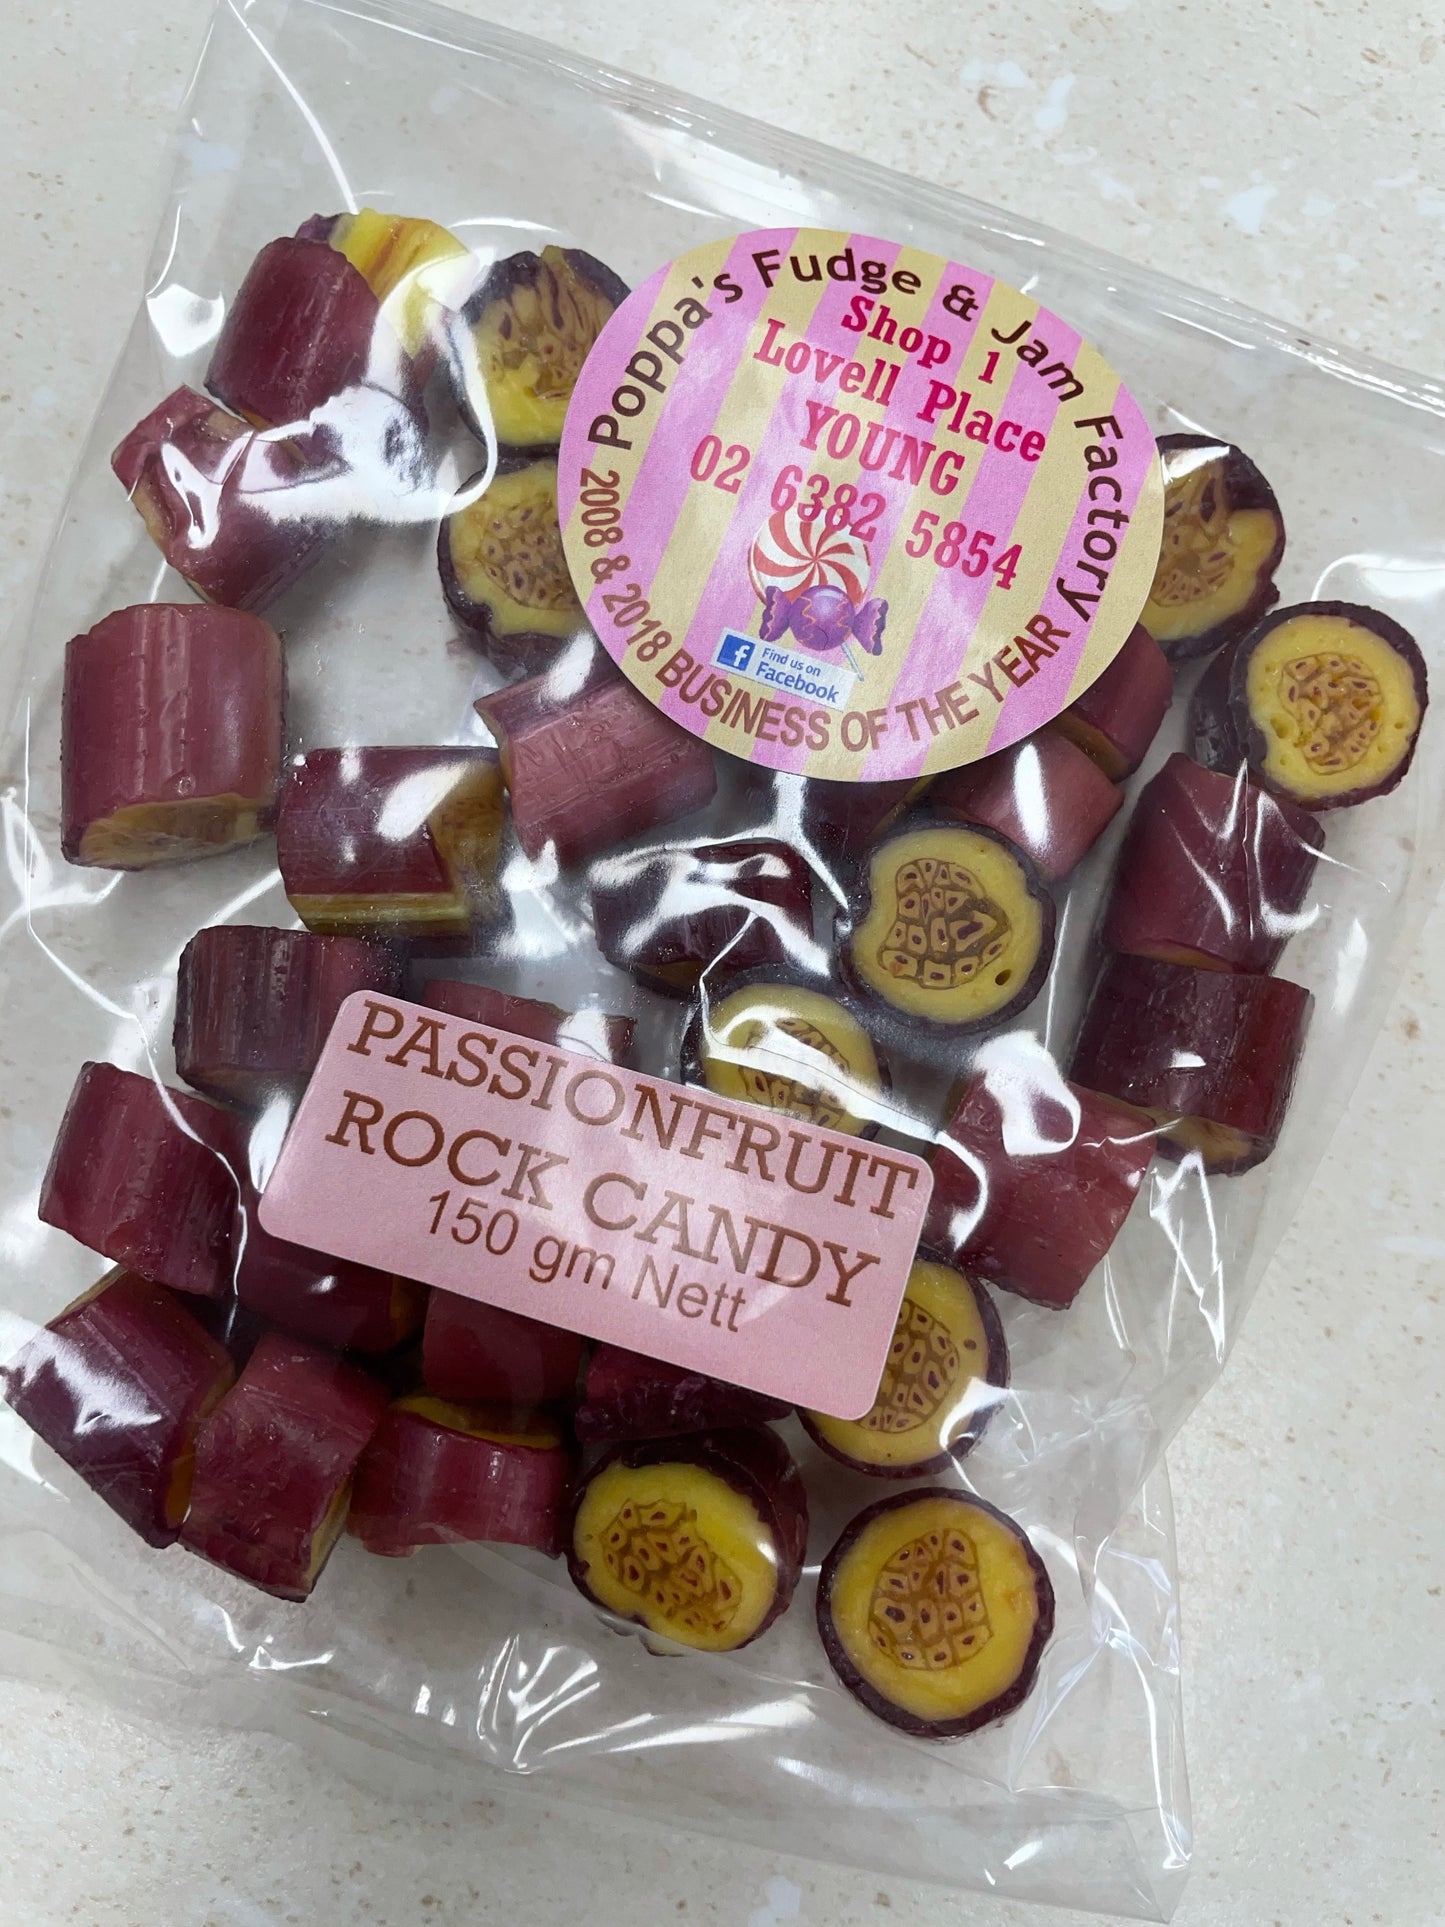 Poppa's Fudge & Jam Factory
Shop 1
Lovell Place
YOUNG
02 6382 5854
f Find us on
Facebook
2008 & 2018 BUSINESS OF THE YEAR
PASSIONFRUIT
ROCK CANDY
150 gm Nett